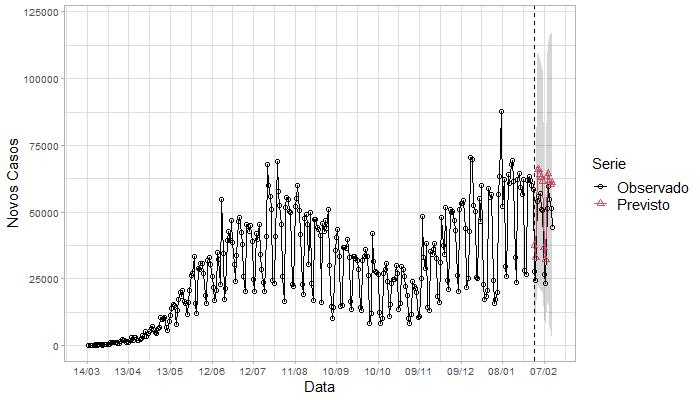 125000
100000
75000
50000
25000
0
Novos Casos
14/03 13/04 13/05 12/06 12/07 11/08 10/09 10/10 09/11 09/12 08/01 07/02
Data
Serie
Observado
Previsto